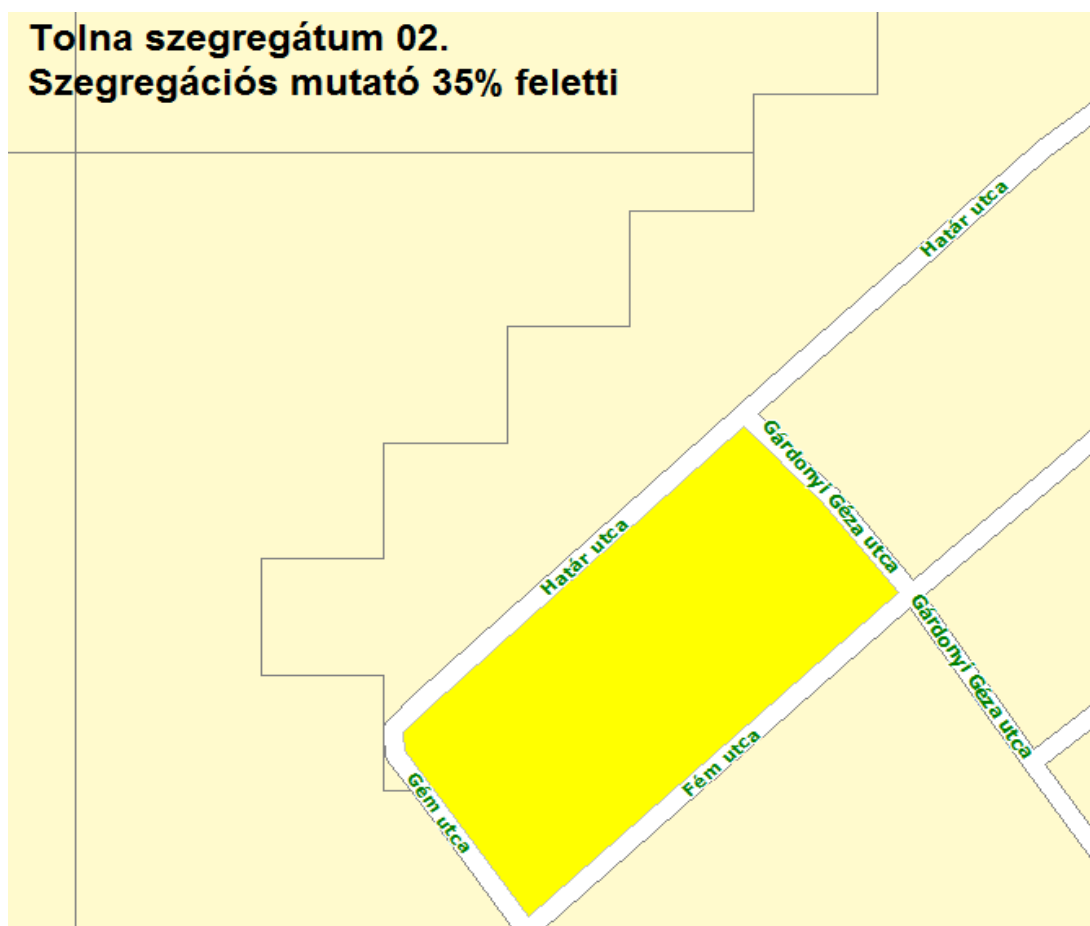 Tolna szegregátum 02.
Szegregációs mutató 35% feletti
Határ utca
Gárdonyi Géza utca
Határ utca
Gárdonyi Géza utca
Fém utca
Gém utca